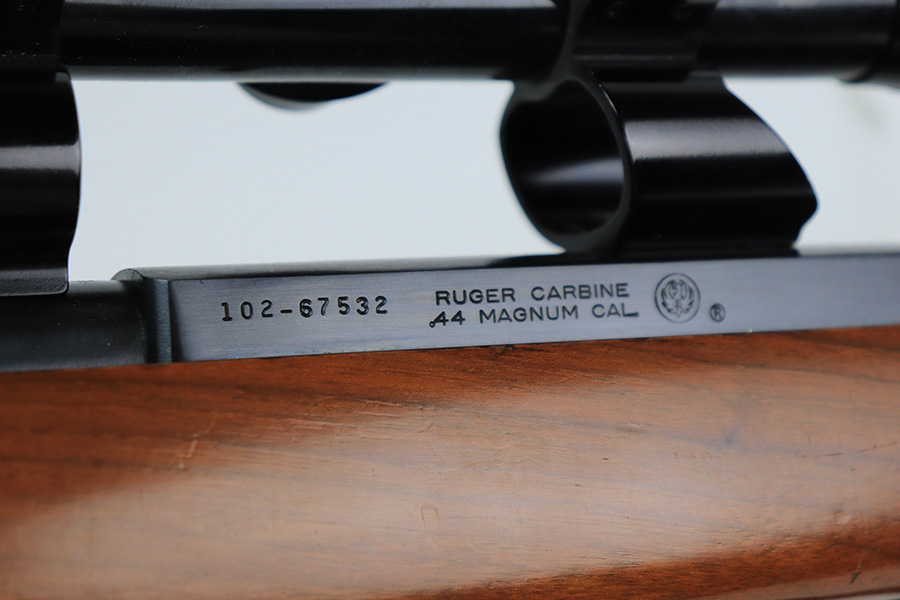 102-67532
RUGER CARBINE
.44 MAGNUM CAL.
®